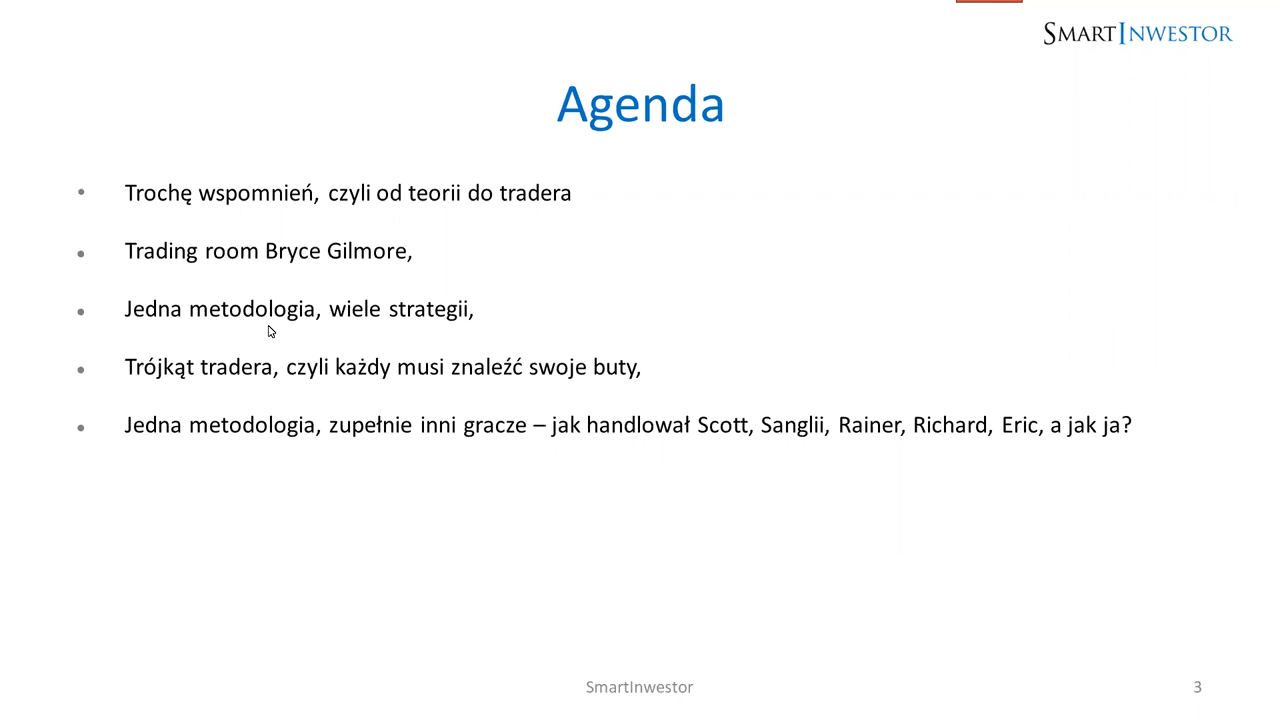 SMARTINWESTOR
Agenda
• Trochę wspomnień, czyli od teorii do tradera
• Trading room Bryce Gilmore,
• Jedna metodologia, wiele strategii,
• Trójkąt tradera, czyli każdy musi znaleźć swoje buty,
• Jedna metodologia, zupełnie inni gracze – jak handlował Scott, Sanglii, Rainer, Richard, Eric, a jak ja?
SmartInwestor
3